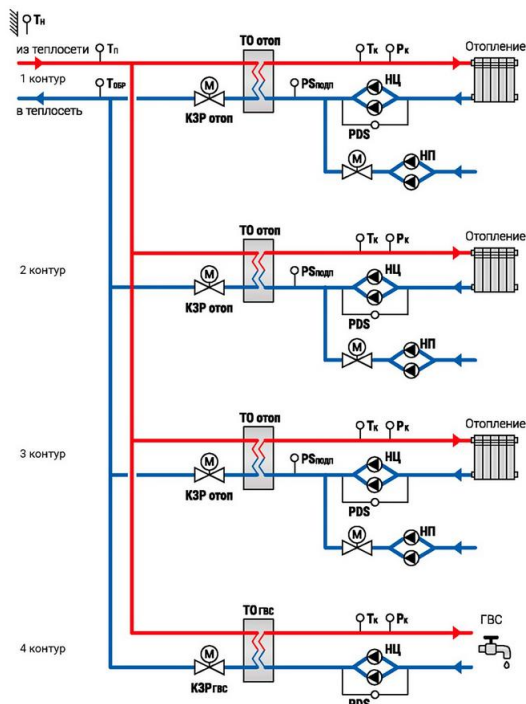 Tн
из теплосети
Tп
ТО отоп
Tк
Pк
Отопление
1 контур
Tобр
M
PSподп
НЦ
в теплосеть
КЗР отоп
PDS
M
НП
ТО отоп
Tк
Pк
Отопление
2 контур
M
PSподп
НЦ
КЗР отоп
PDS
M
НП
ТО отоп
Tк
Pк
Отопление
3 контур
M
PSподп
НЦ
КЗР отоп
PDS
M
НП
ТО гвс
Tк
Pк
ГВС
4 контур
M
НЦ
КЗР гвс
PDS